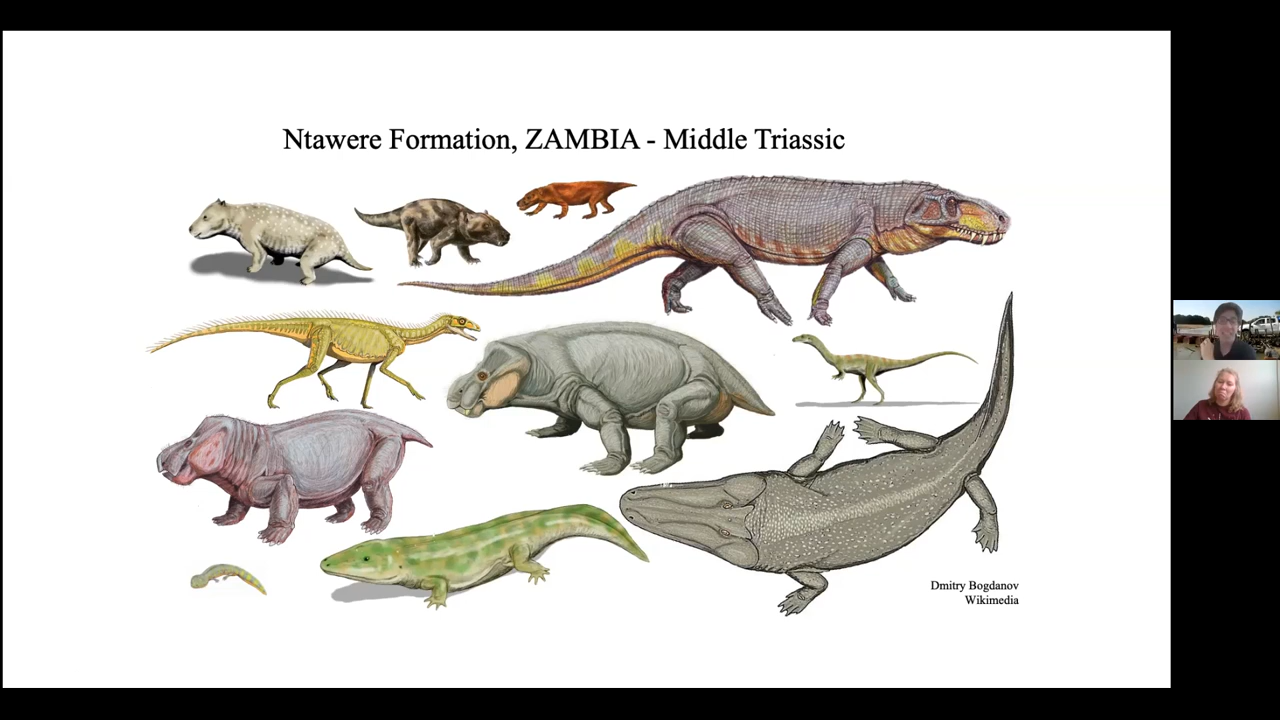 Ntawere Formation, ZAMBIA - Middle Triassic
Dmitry Bogdanov
Wikimedia